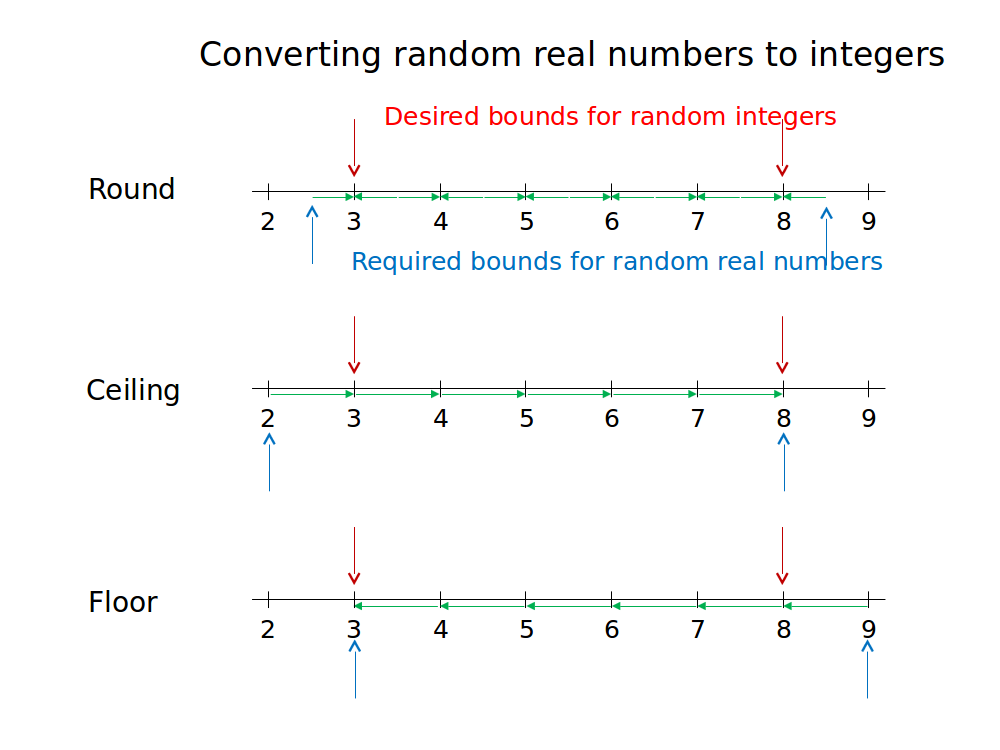 Converting random real numbers to integers
Desired bounds for random integers
Round
2 3 4 5 6 7 8 9
Required bounds for random real numbers
Ceiling
2 3 4 5 6 7 8 9
Floor
2 3 4 5 6 7 8 9